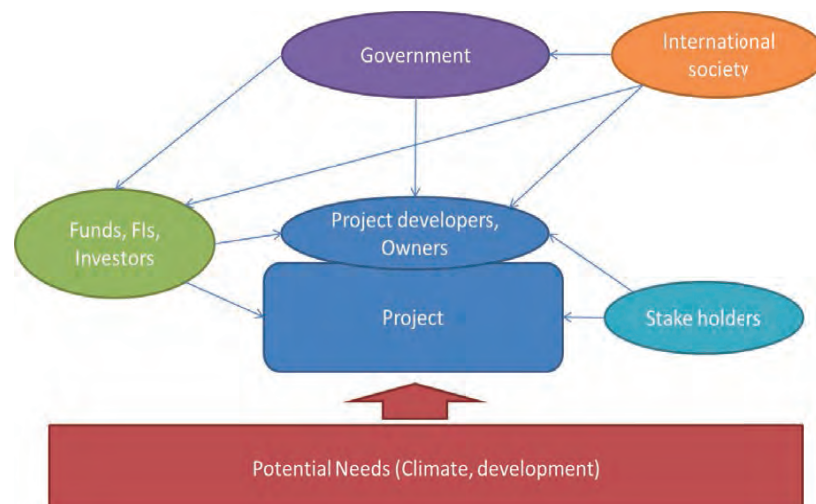 Government
International
society
Funds, FIs,
Investors
Project developers,
Owners
Project
Stake holders
Potential Needs (Climate, development)